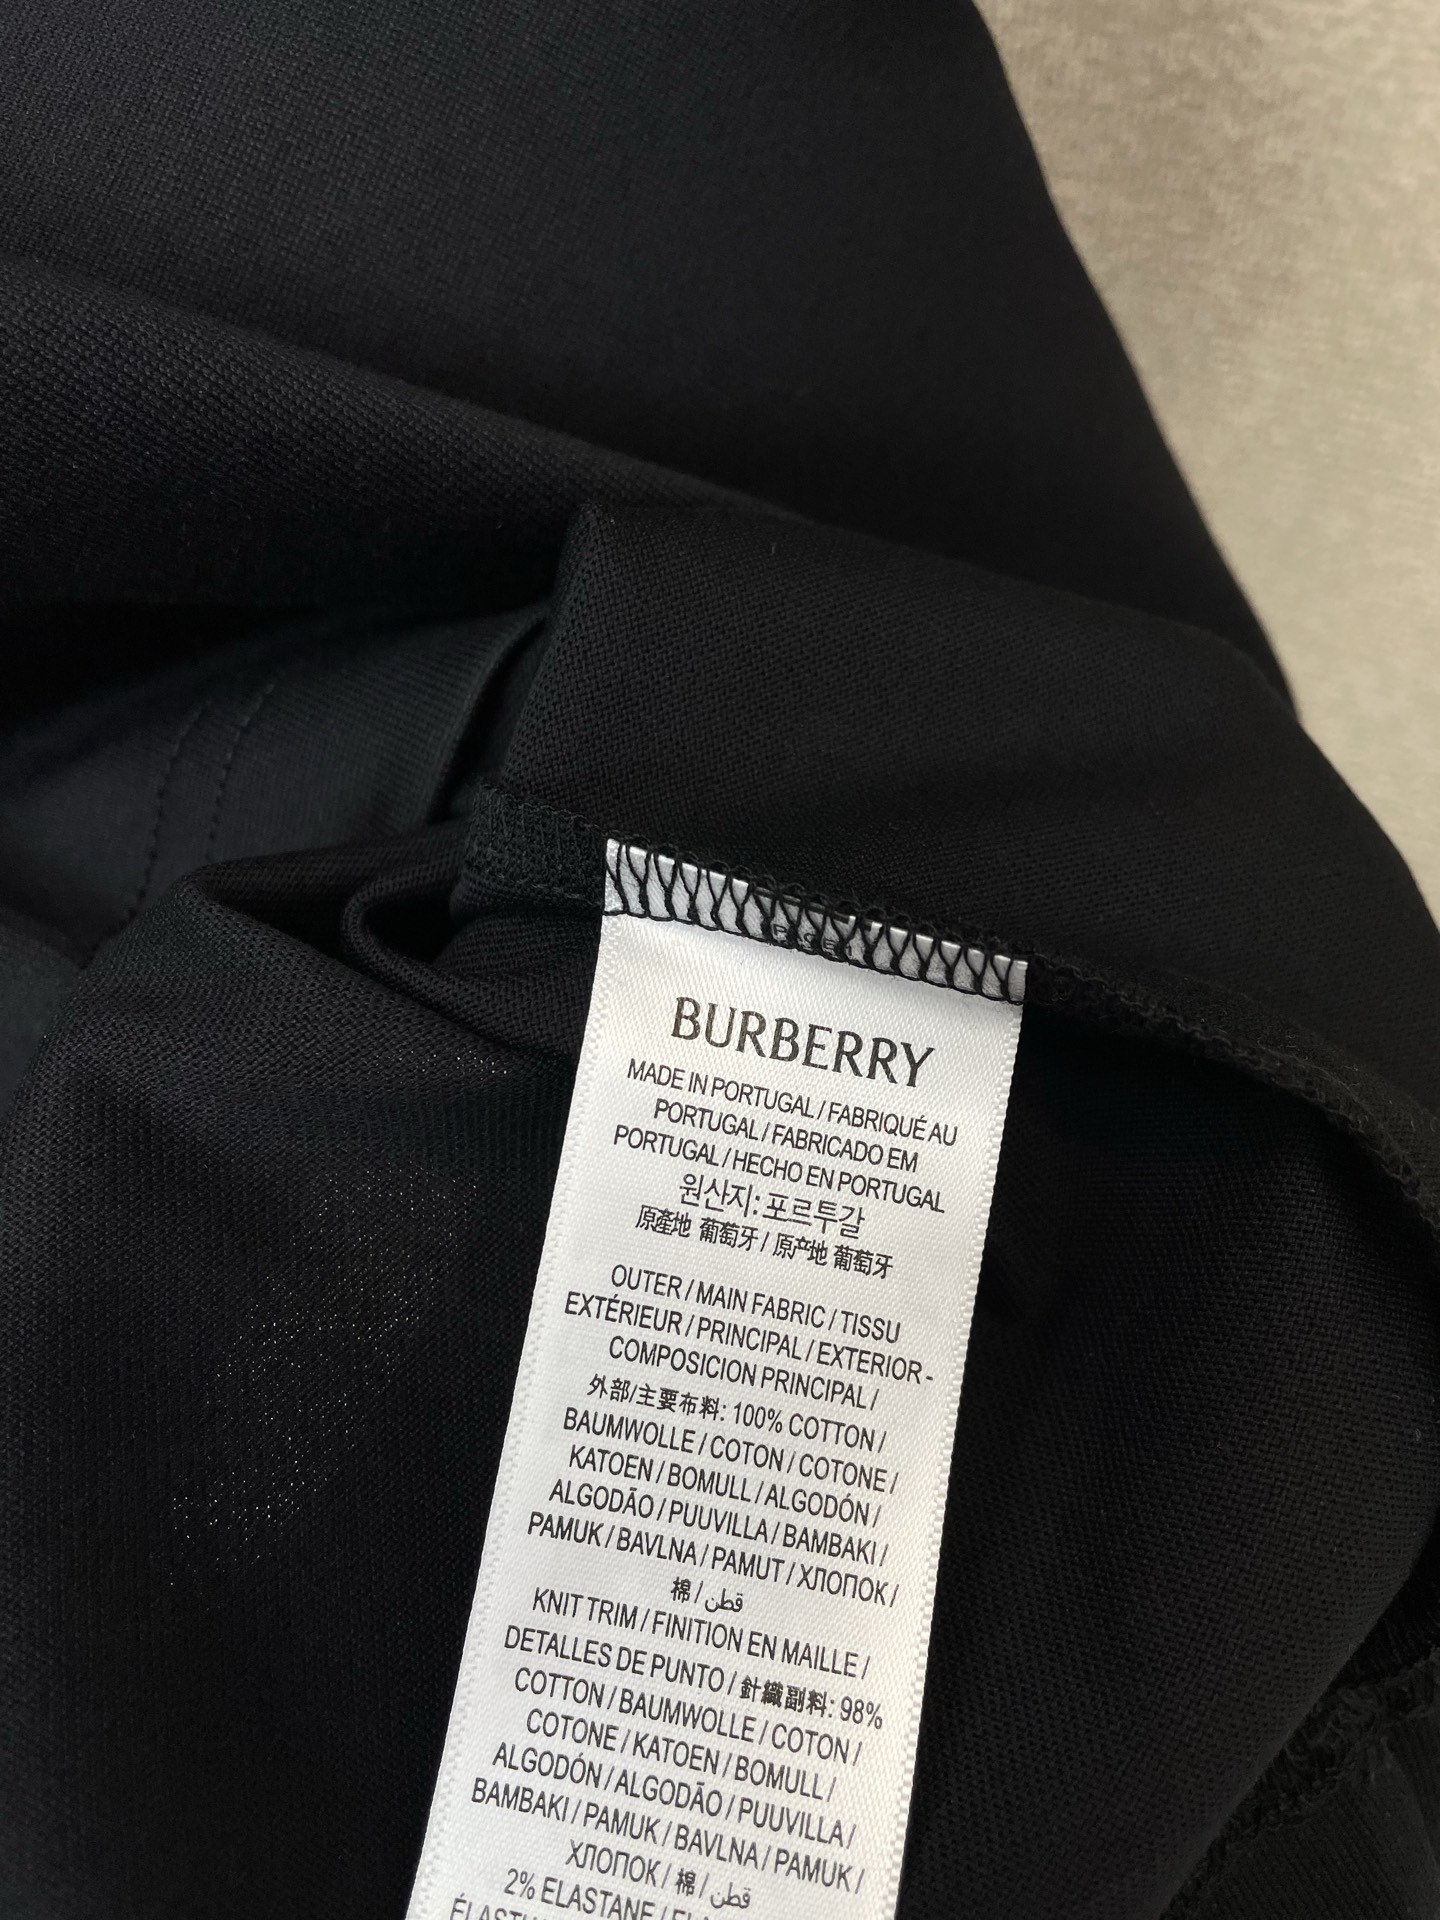 BURBERRY
MADE IN PORTUGAL / FABRIQUÉ AU
PORTUGAL / FABRICADO EM
PORTUGAL / HECHO EN PORTUGAL
원산지: 포르투갈
原產地 葡萄牙 / 原产地 葡萄牙
OUTER / MAIN FABRIC / TISSU
EXTÉRIEUR / PRINCIPAL / EXTERIOR -
COMPOSICION PRINCIPAL /
外部/主要布料: 100% COTTON /
BAUMWOLLE / COTON / COTONE /
KATOEN / BOMULL / ALGODÓN /
ALGODÃO / PUUVILLA / BAMBAKI /
PAMUK / BAVLNA / PAMUT / ХЛОПОК /
棉 / قطن
KNIT TRIM / FINITION EN MAILLE /
DETALLES DE PUNTO / 針織副料: 98%
COTTON / BAUMWOLLE / COTON /
COTONE / KATOEN / BOMULL /
ALGODÓN / ALGODÃO / PUUVILLA /
BAMBAKI / PAMUK / BAVLNA / PAMUK /
ХЛОПОК / 棉 / قطن
2% ELASTANE /